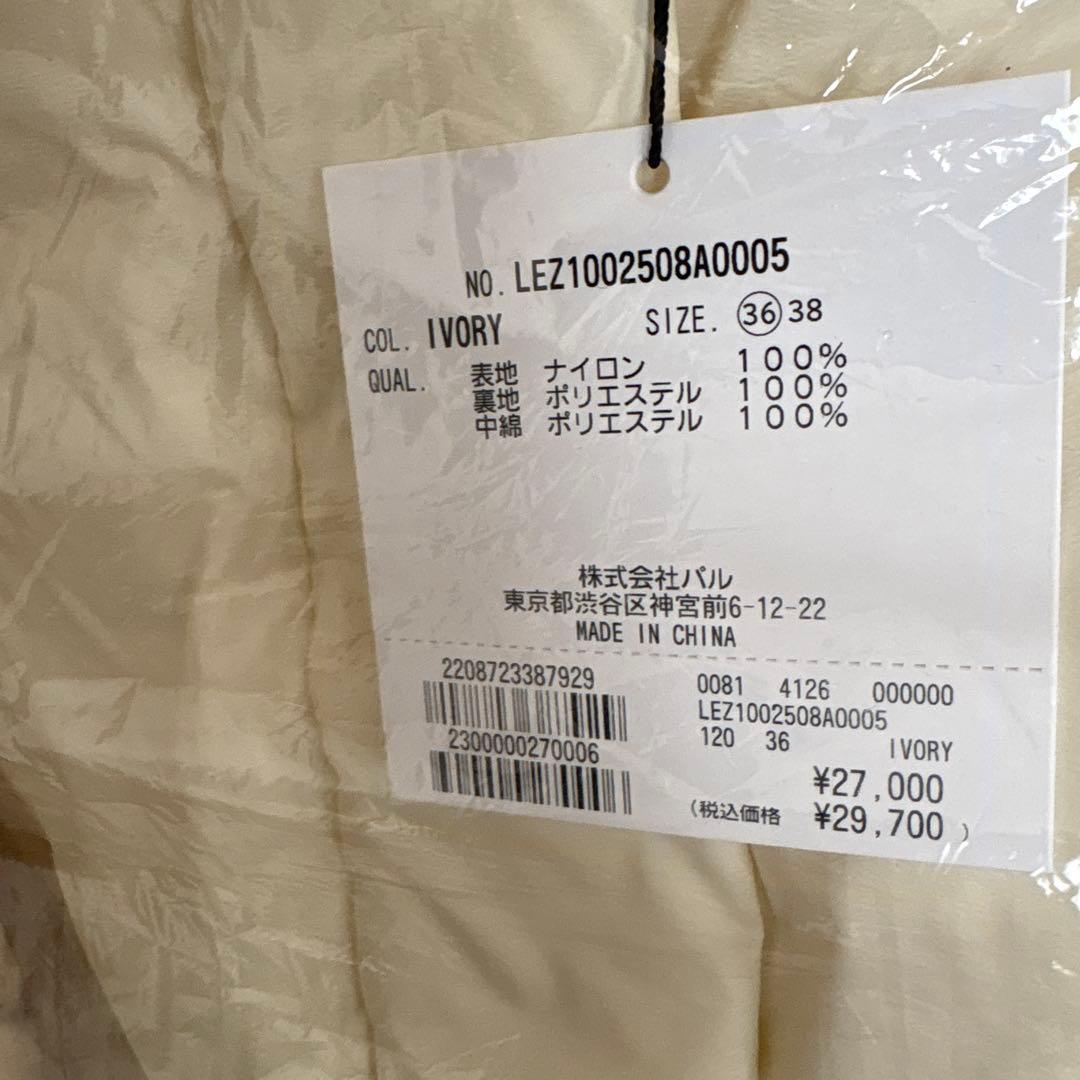 NO. LEZ1002508A0005
COL. IVORY SIZE. 36 38
QUAL. 表地 ナイロン 100%
裏地 ポリエステル 100%
中綿 ポリエステル 100%
株式会社パル
東京都渋谷区神宮前6-12-22
MADE IN CHINA
2208723387929
2300000270006
0081 4126 000000
LEZ1002508A0005
120 36 IVORY
¥27,000
(税込価格 ¥29,700)